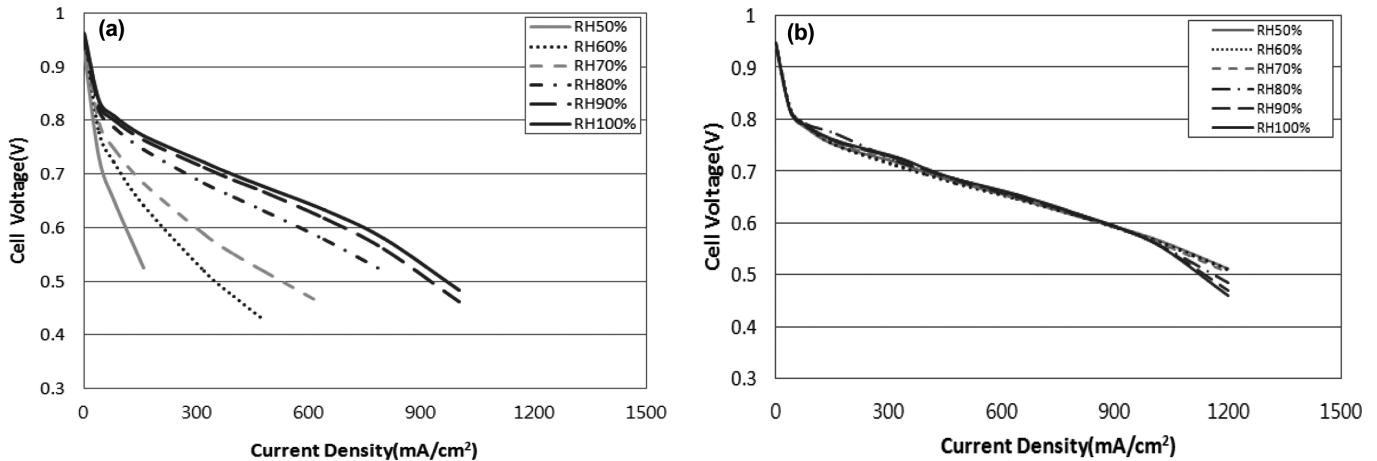 (a)
1
0.9
0.8
0.7
0.6
0.5
0.4
0.3
Cell Voltage(V)
0 300 600 900 1200 1500
Current Density(mA/cm²)
RH50%
RH60%
RH70%
RH80%
RH90%
RH100%
(b)
1
0.9
0.8
0.7
0.6
0.5
0.4
0.3
Cell Voltage(V)
0 300 600 900 1200 1500
Current Density(mA/cm²)
RH50%
RH60%
RH70%
RH80%
RH90%
RH100%